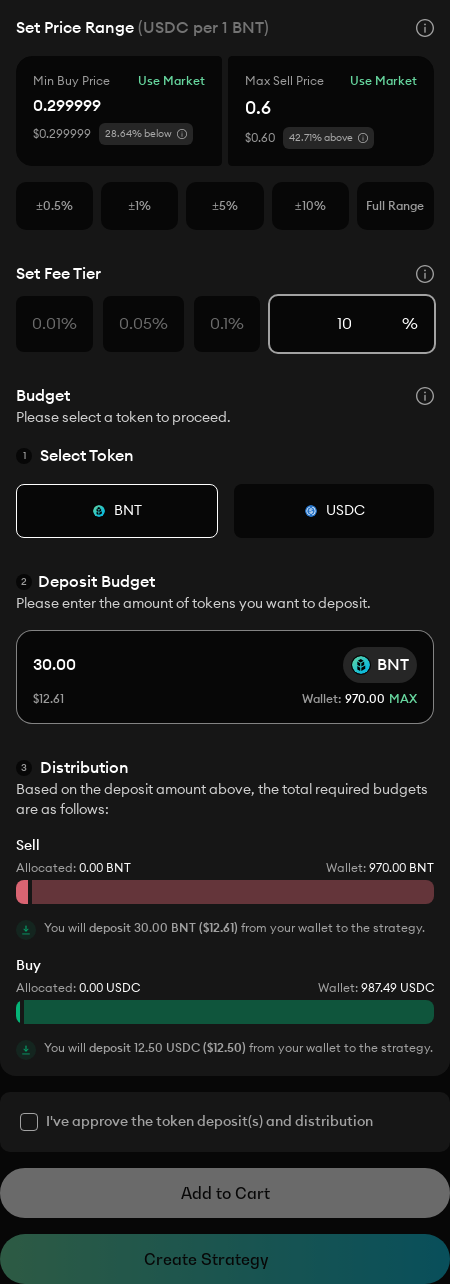 Set Price Range (USDC per 1 BNT)
Min Buy Price Use Market
0.299999
$0.299999 28.64% below
Max Sell Price Use Market
0.6
$0.60 42.71% above
±0.5% ±1% ±5% ±10% Full Range
Set Fee Tier
0.01% 0.05% 0.1% 10 %
Budget
Please select a token to proceed.
1 Select Token
BNT USDC
2 Deposit Budget
Please enter the amount of tokens you want to deposit.
30.00 BNT
$12.61 Wallet: 970.00 MAX
3 Distribution
Based on the deposit amount above, the total required budgets
are as follows:
Sell
Allocated: 0.00 BNT Wallet: 970.00 BNT
You will deposit 30.00 BNT ($12.61) from your wallet to the strategy.
Buy
Allocated: 0.00 USDC Wallet: 987.49 USDC
You will deposit 12.50 USDC ($12.50) from your wallet to the strategy.
I've approve the token deposit(s) and distribution
Add to Cart
Create Strategy